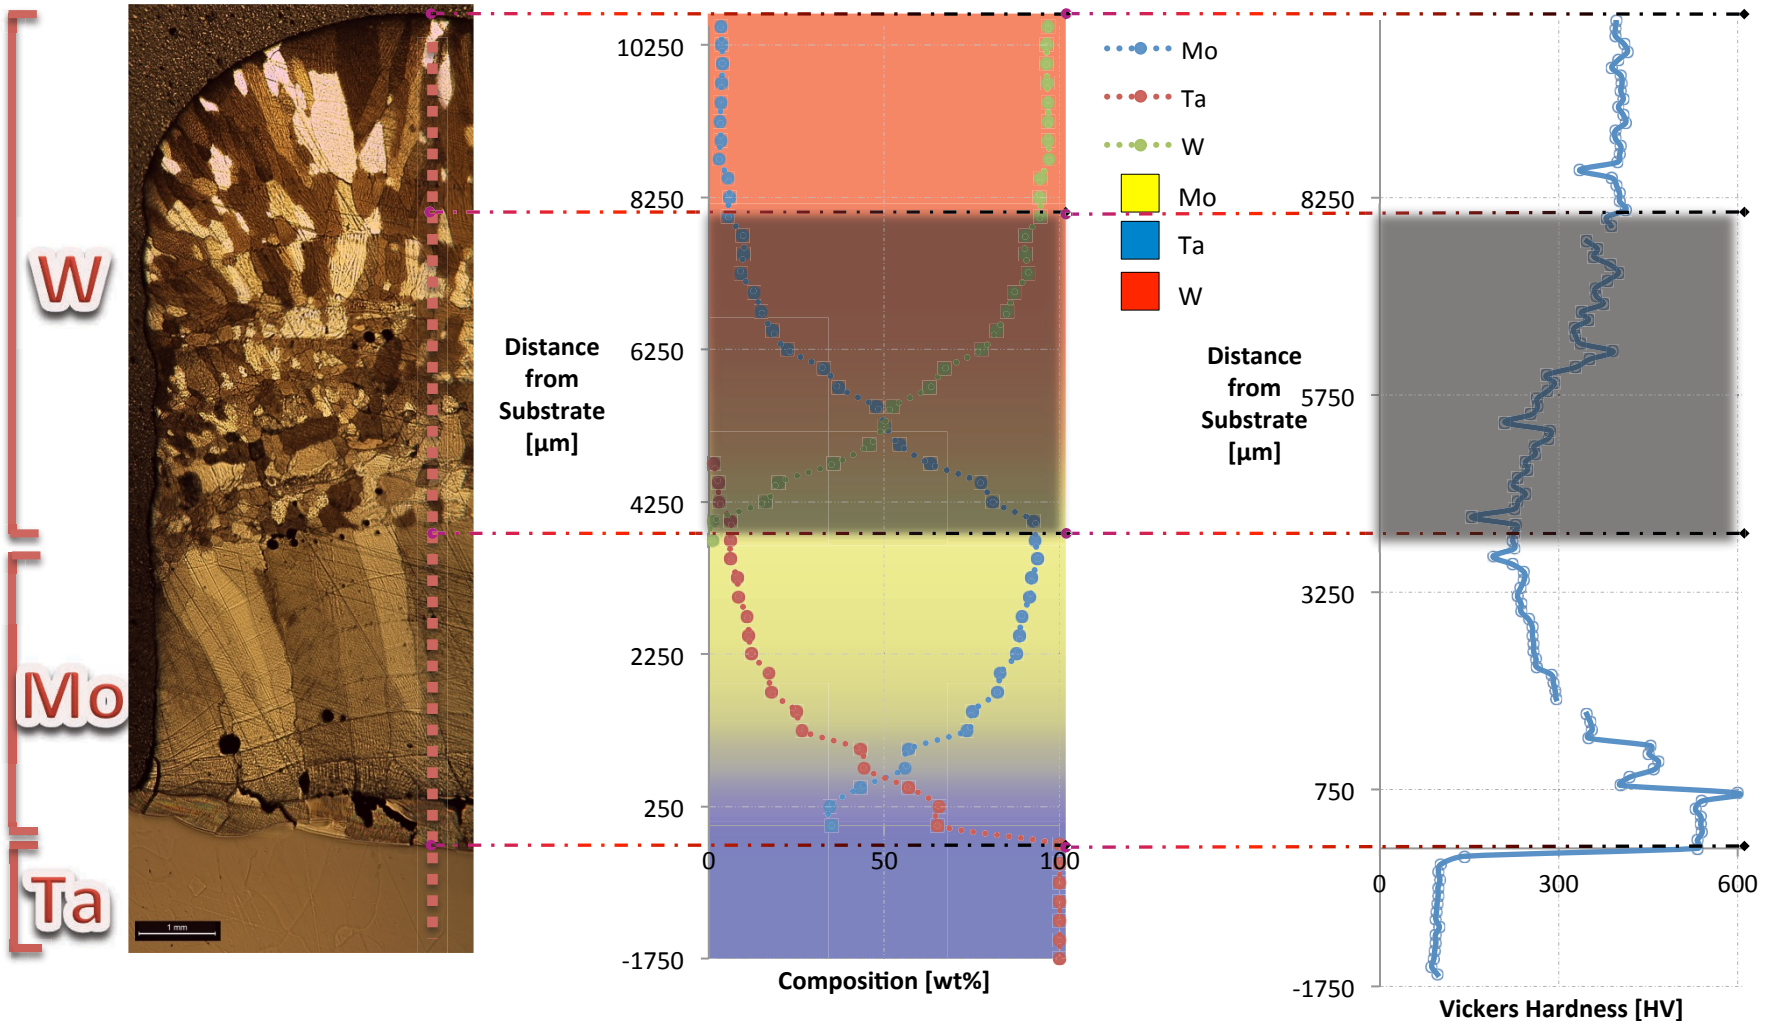 W
Mo
Ta
1 mm
Distance
from
Substrate
[µm]
10250
8250
6250
4250
2250
250
-1750
0
50
100
Composition [wt%]
Mo
Ta
W
Mo
Ta
W
Distance
from
Substrate
[µm]
8250
5750
3250
750
-1750
0
300
600
Vickers Hardness [HV]